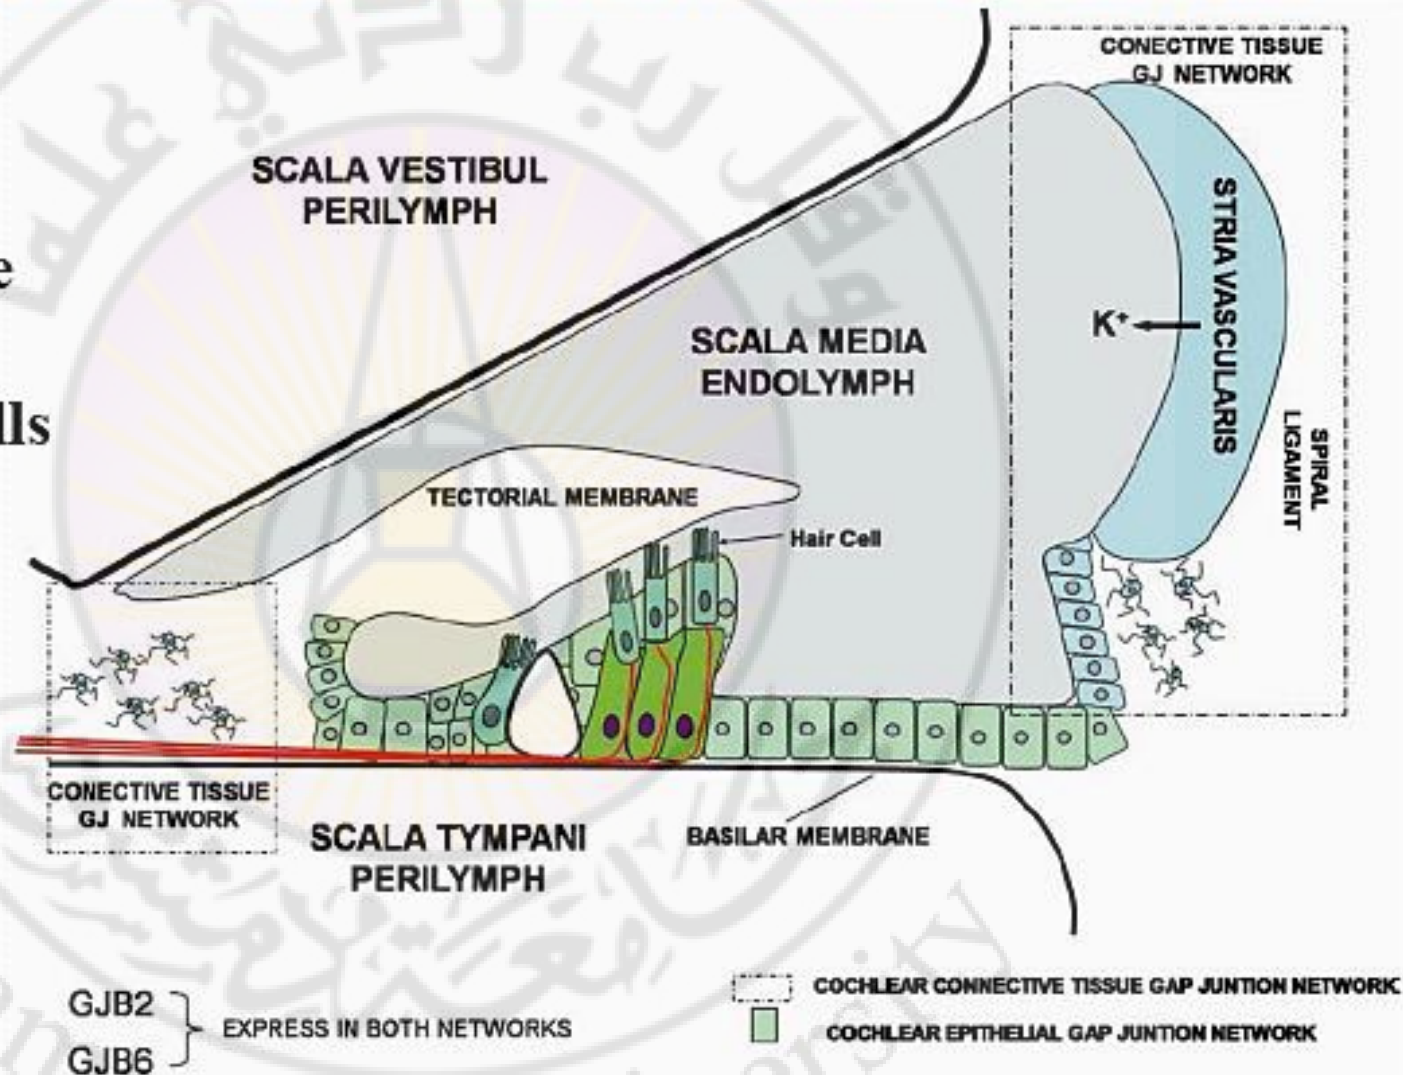 SCALA VESTIBUL
PERILYMPH
CONECTIVE TISSUE
GJ NETWORK
SCALA MEDIA
ENDOLYMPH
K⁺
STRIA VASCULARIS
SPIRAL
LIGAMENT
TECTORIAL MEMBRANE
Hair Cell
CONECTIVE TISSUE
GJ NETWORK
SCALA TYMPANI
PERILYMPH
BASILAR MEMBRANE
GJB2
GJB6
EXPRESS IN BOTH NETWORKS
COCHLEAR CONNECTIVE TISSUE GAP JUNTION NETWORK
COCHLEAR EPITHELIAL GAP JUNTION NETWORK